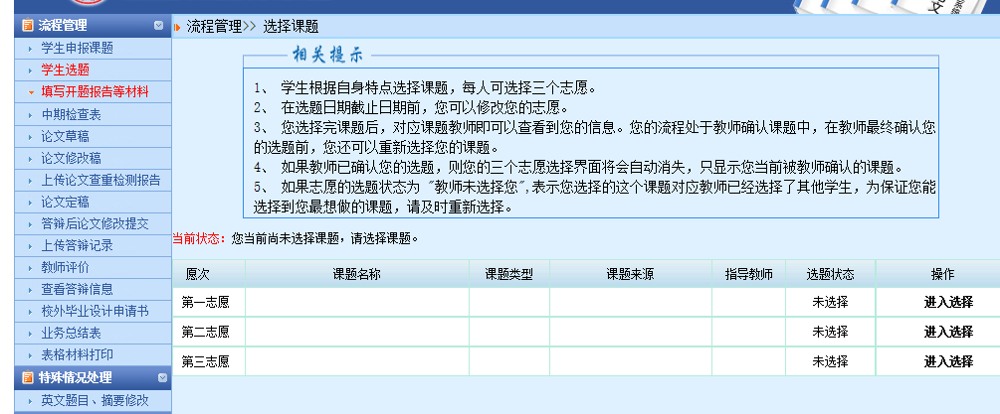 流程管理
学生申报课题
学生选题
填写开题报告等材料
中期检查表
论文草稿
论文修改稿
上传论文查重检测报告
论文定稿
答辩后论文修改提交
上传答辩记录
教师评价
查看答辩信息
校外毕业设计申请书
业务总结表
表格材料打印
特殊情况处理
英文题目、摘要修改
流程管理>> 选择课题
相关提示
1、 学生根据自身特点选择课题，每人可选择三个志愿。
2、 在选题日期截止日期前，您可以修改您的志愿。
3、 您选择完课题后，对应课题教师即可以查看到您的信息。您的流程处于教师确认课题中，在教师最终确认您
的选题前，您还可以重新选择您的课题。
4、 如果教师已确认您的选题，则您的三个志愿选择界面将会自动消失，只显示您当前被教师确认的课题。
5、 如果志愿的选题状态为 "教师未选择您",表示您选择的这个课题对应教师已经选择了其他学生，为保证您能
选择到您最想做的课题，请及时重新选择。
当前状态：您当前尚未选择课题，请选择课题。
愿次 课题名称 课题类型 课题来源 指导教师 选题状态 操作
第一志愿 未选择 进入选择
第二志愿 未选择 进入选择
第三志愿 未选择 进入选择